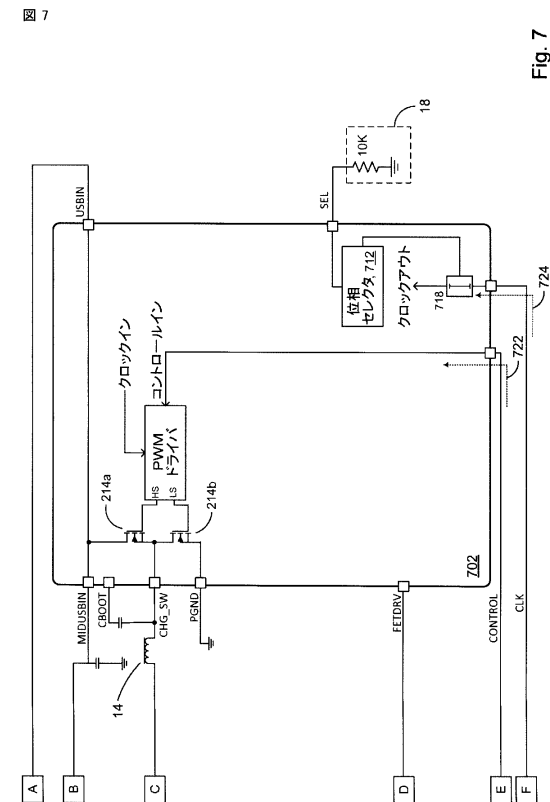 図 7
Fig. 7
18
10K
USBIN
SEL
位相
セレクタ 712
クロックアウト
718
724
722
クロックイン
コントロールイン
PWM
ドライバ
HS
LS
214a
214b
702
MIDUSBIN
CBOOT
CHG_SW
PGND
FETDRV
CONTROL
CLK
14
A
B
C
D
E
F